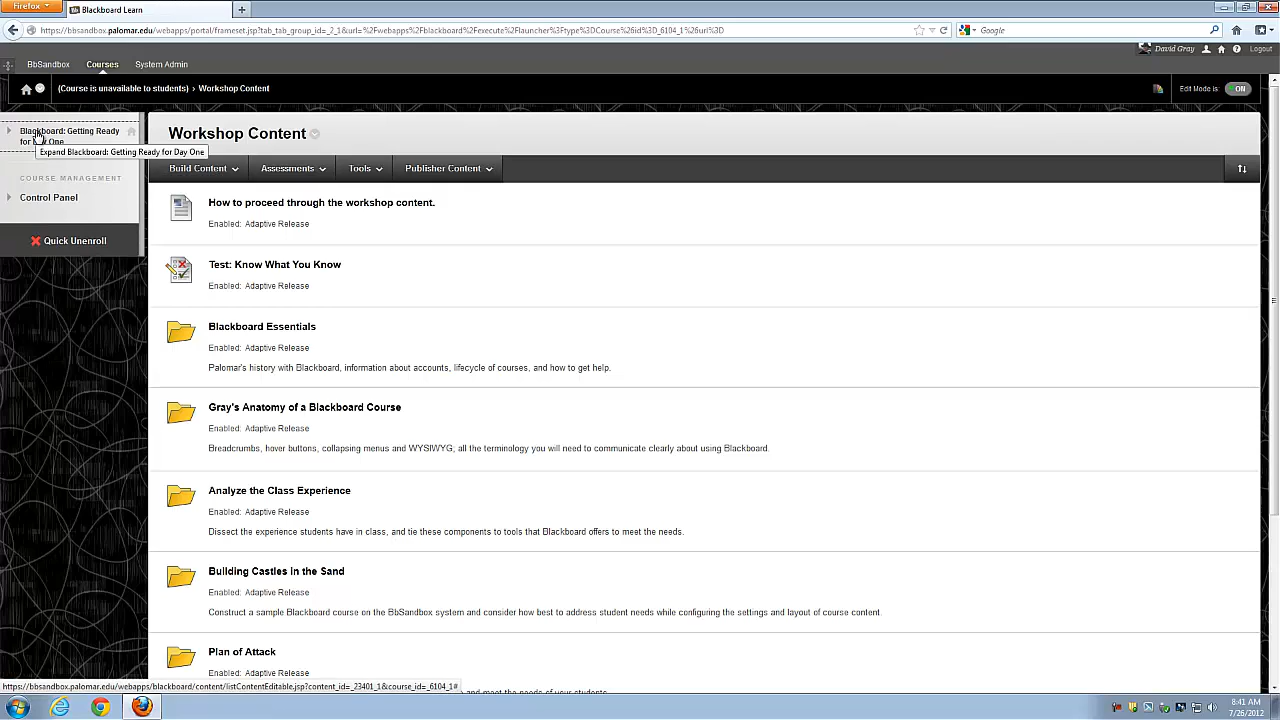 Firefox
Blackboard Learn
https://bbsandbox.palomar.edu/webapps/portal/frameset.jsp?tab_tab_group_id=_2_1&url=%2Fwebapps%2Fblackboard%2Fexecute%2Flauncher%3Ftype%3DCourse%26id%3D_6104_1%26url%3D
Google
BbSandbox
Courses
System Admin
David Gray
Logout
(Course is unavailable to students) › Workshop Content
Edit Mode is: ON
Blackboard: Getting Ready
for Day One
Expand Blackboard: Getting Ready for Day One
COURSE MANAGEMENT
Control Panel
Quick Unenroll
Workshop Content
Build Content
Assessments
Tools
Publisher Content
How to proceed through the workshop content.
Enabled: Adaptive Release
Test: Know What You Know
Enabled: Adaptive Release
Blackboard Essentials
Enabled: Adaptive Release
Palomar's history with Blackboard, information about accounts, lifecycle of courses, and how to get help.
Gray's Anatomy of a Blackboard Course
Enabled: Adaptive Release
Breadcrumbs, hover buttons, collapsing menus and WYSIWYG, all the terminology you will need to communicate clearly about using Blackboard.
Analyze the Class Experience
Enabled: Adaptive Release
Dissect the experience students have in class, and tie these components to tools that Blackboard offers to meet the needs.
Building Castles in the Sand
Enabled: Adaptive Release
Construct a sample Blackboard course on the BbSandbox system and consider how best to address student needs while configuring the settings and layout of course content.
Plan of Attack
Enabled: Adaptive Release
and meet the needs of your students.
https://bbsandbox.palomar.edu/webapps/blackboard/content/listContentEditable.jsp?content_id=_23401_1&course_id=_6104_1#
8:41 AM
7/26/2012